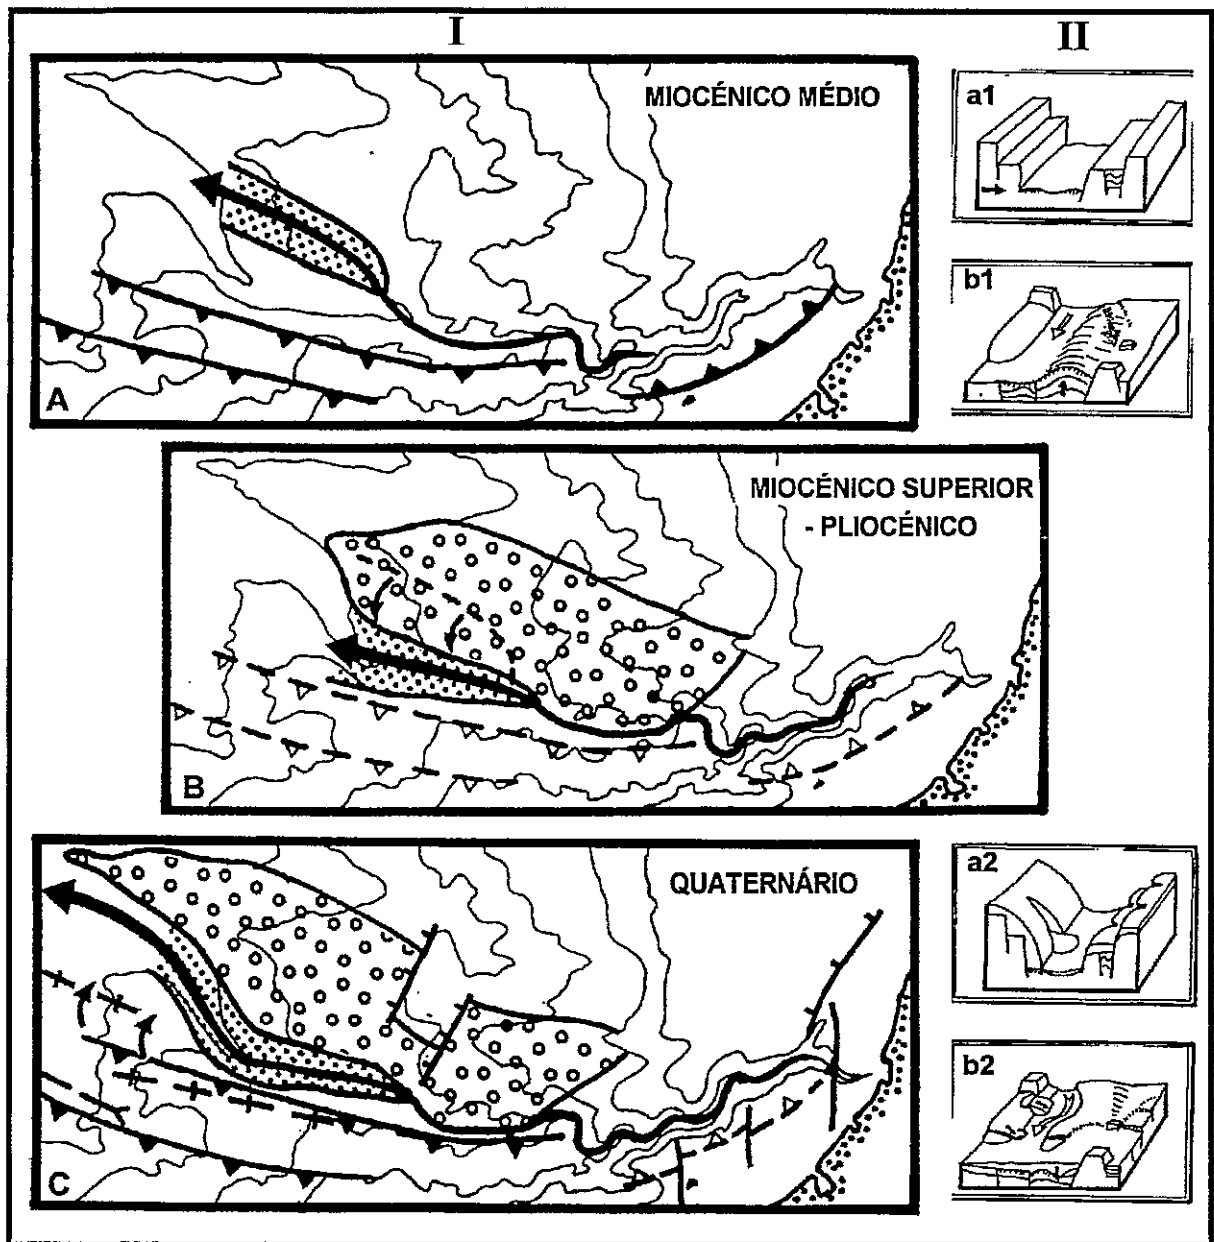 I
II
MIOCÉNICO MÉDIO
A
a1
b1
MIOCÉNICO SUPERIOR
- PLIOCÉNICO
B
QUATERNÁRIO
C
a2
b2